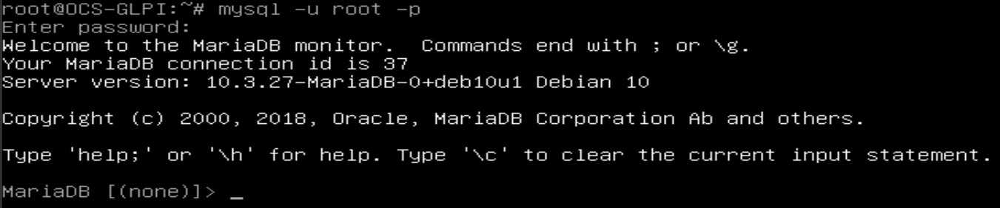 root@OCS-GLPI:~# mysql -u root -p
Enter password:
Welcome to the MariaDB monitor.  Commands end with ; or \g.
Your MariaDB connection id is 37
Server version: 10.3.27-MariaDB-0+deb10u1 Debian 10

Copyright (c) 2000, 2018, Oracle, MariaDB Corporation Ab and others.

Type 'help;' or '\h' for help. Type '\c' to clear the current input statement.

MariaDB [(none)]> _